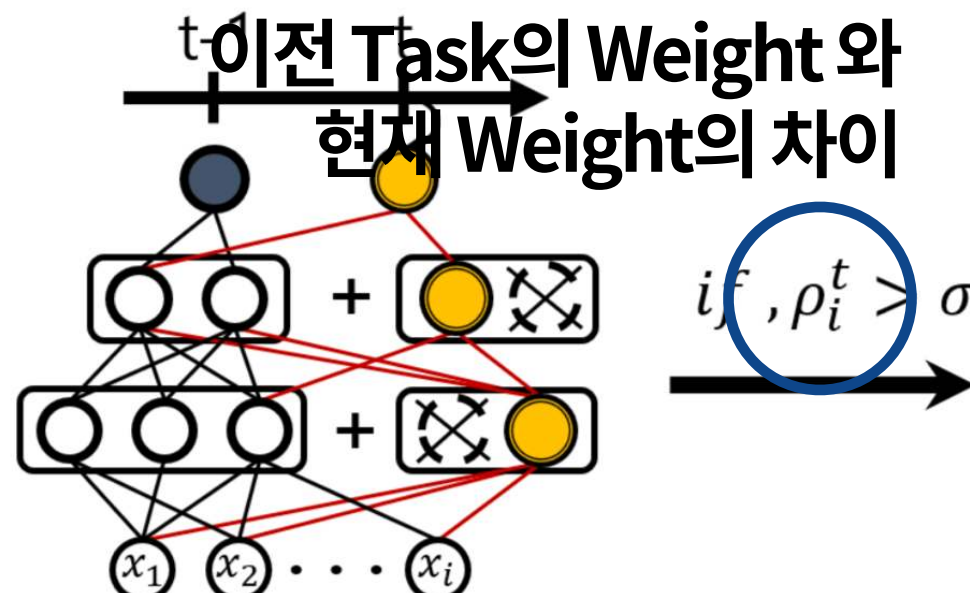 t-1 t
이전 Task의 Weight 와
현재 Weight의 차이
if , ρᵢᵗ > σ
+
+
x₁ x₂ · · · xᵢ